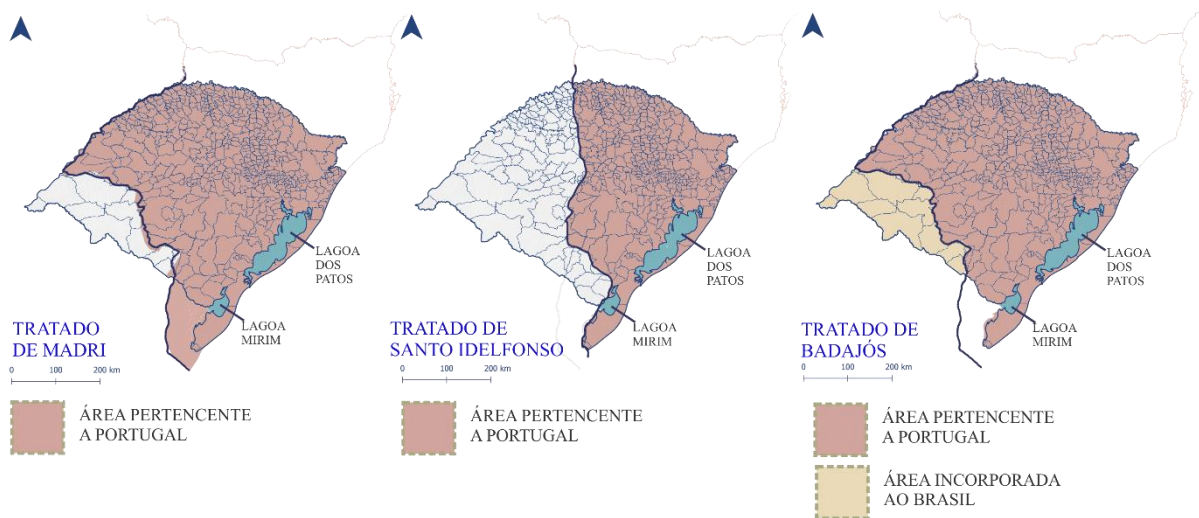 LAGOA
DOS
PATOS
LAGOA
MIRIM
TRATADO
DE MADRI
0 100 200 km
ÁREA PERTENCENTE
A PORTUGAL
LAGOA
DOS
PATOS
LAGOA
MIRIM
TRATADO DE
SANTO IDELFONSO
0 100 200 km
ÁREA PERTENCENTE
A PORTUGAL
LAGOA
DOS
PATOS
LAGOA
MIRIM
TRATADO DE
BADAJÓS
0 100 200 km
ÁREA PERTENCENTE
A PORTUGAL
ÁREA INCORPORADA
AO BRASIL